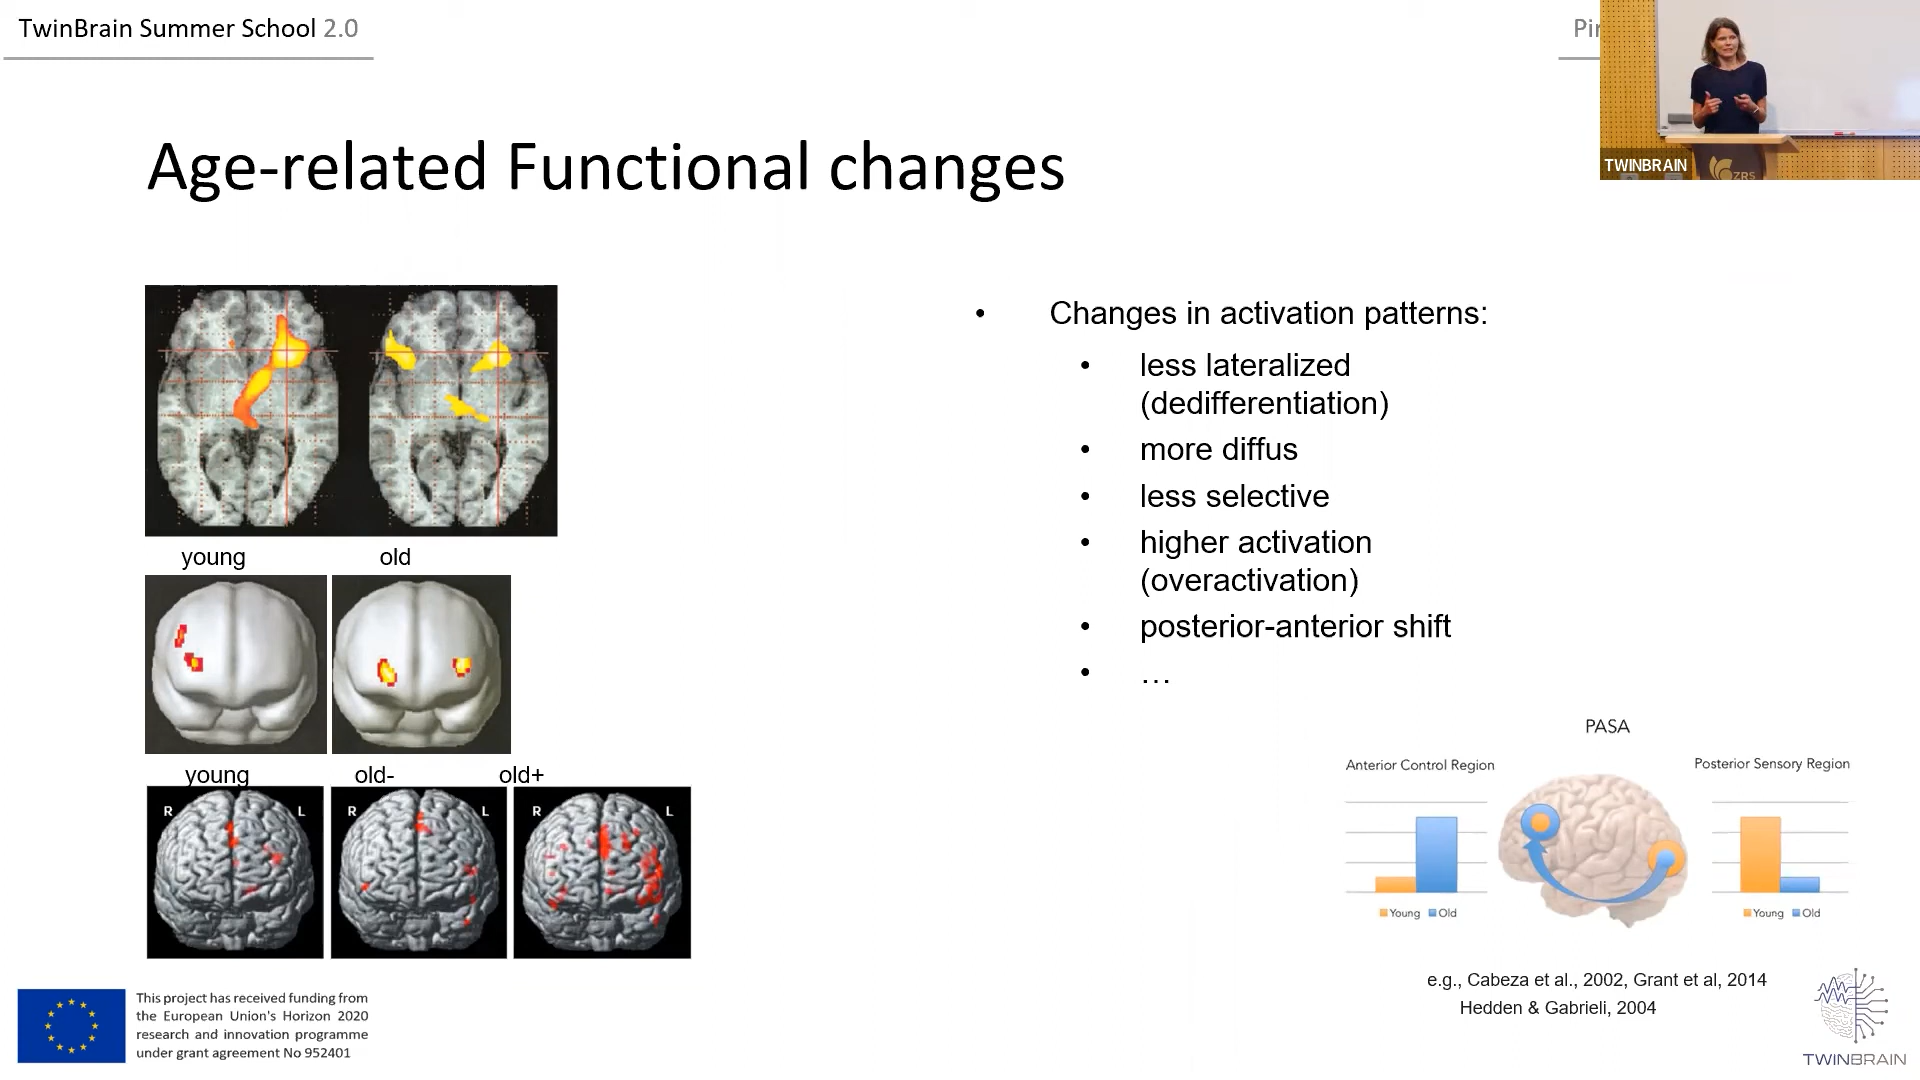 TwinBrain Summer School 2.0
TWINBRAIN
ZRS
Age-related Functional changes
young old
young old- old+
R L
R L
R L
• Changes in activation patterns:
• less lateralized
(dedifferentiation)
• more diffus
• less selective
• higher activation
(overactivation)
• posterior-anterior shift
• …
PASA
Anterior Control Region
Posterior Sensory Region
Young Old
Young Old
e.g., Cabeza et al., 2002, Grant et al, 2014
Hedden & Gabrieli, 2004
This project has received funding from
the European Union's Horizon 2020
research and innovation programme
under grant agreement No 952401
TWINBRAIN